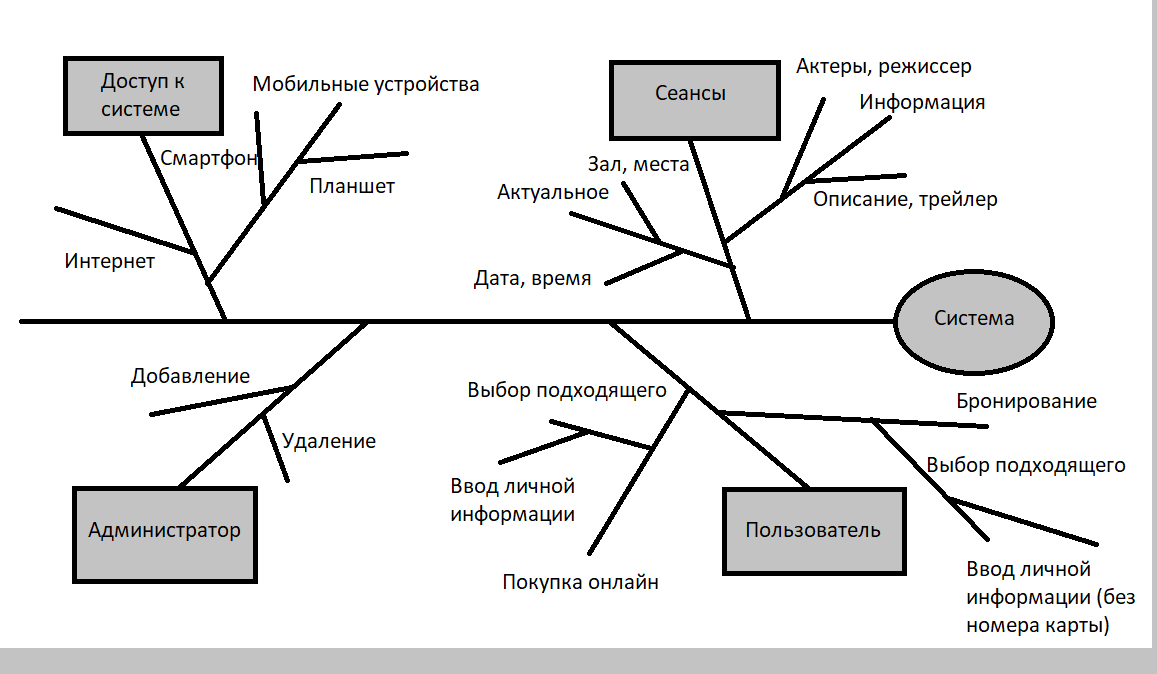 Доступ к
системе
Мобильные устройства
Смартфон
Планшет
Интернет
Сеансы
Актеры, режиссер
Информация
Зал, места
Актуальное
Описание, трейлер
Дата, время
Система
Добавление
Удаление
Администратор
Выбор подходящего
Ввод личной
информации
Покупка онлайн
Пользователь
Бронирование
Выбор подходящего
Ввод личной
информации (без
номера карты)